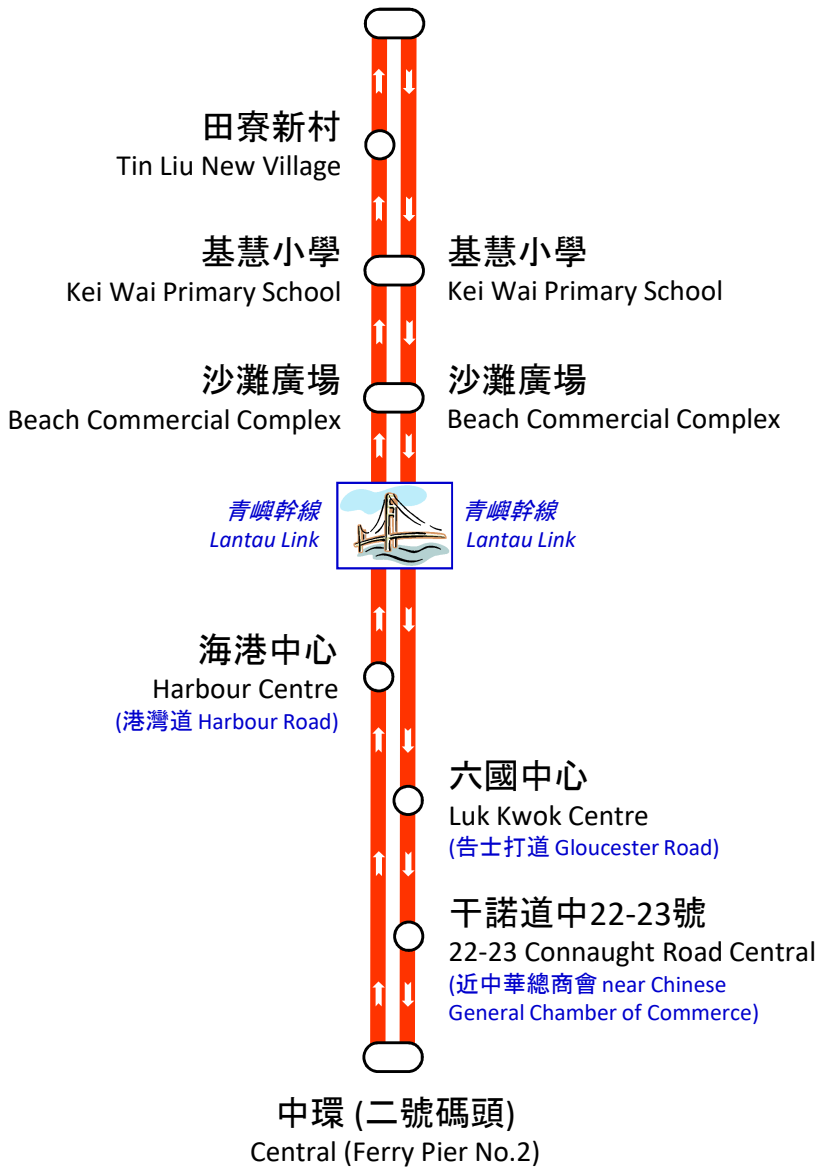 田寮新村
Tin Liu New Village
基慧小學
Kei Wai Primary School
基慧小學
Kei Wai Primary School
沙灘廣場
Beach Commercial Complex
沙灘廣場
Beach Commercial Complex
青嶼幹線
Lantau Link
青嶼幹線
Lantau Link
海港中心
Harbour Centre
(港灣道 Harbour Road)
六國中心
Luk Kwok Centre
(告士打道 Gloucester Road)
干諾道中22-23號
22-23 Connaught Road Central
(近中華總商會 near Chinese
General Chamber of Commerce)
中環 (二號碼頭)
Central (Ferry Pier No.2)